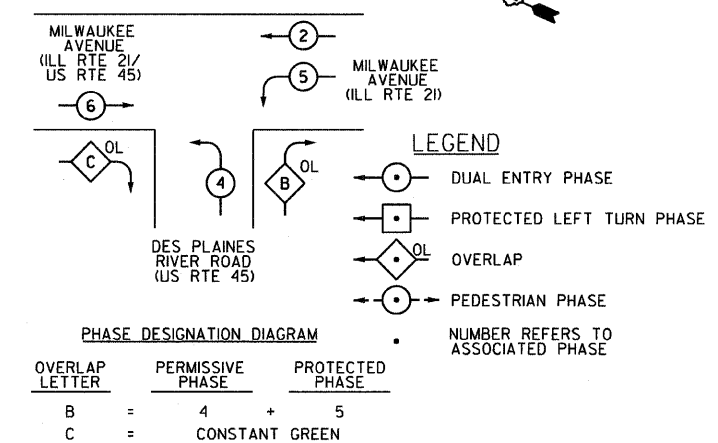 MILWAUKEE
AVENUE
(ILL RTE 21/
US RTE 45)
2
5
MILWAUKEE
AVENUE
(ILL RTE 21)
6
C
OL
4
B
OL
DES PLAINES
RIVER ROAD
(US RTE 45)
LEGEND
DUAL ENTRY PHASE
PROTECTED LEFT TURN PHASE
OL
OVERLAP
PEDESTRIAN PHASE
NUMBER REFERS TO
ASSOCIATED PHASE
PHASE DESIGNATION DIAGRAM
OVERLAP LETTER PERMISSIVE PHASE PROTECTED PHASE
B = 4 + 5
C = CONSTANT GREEN